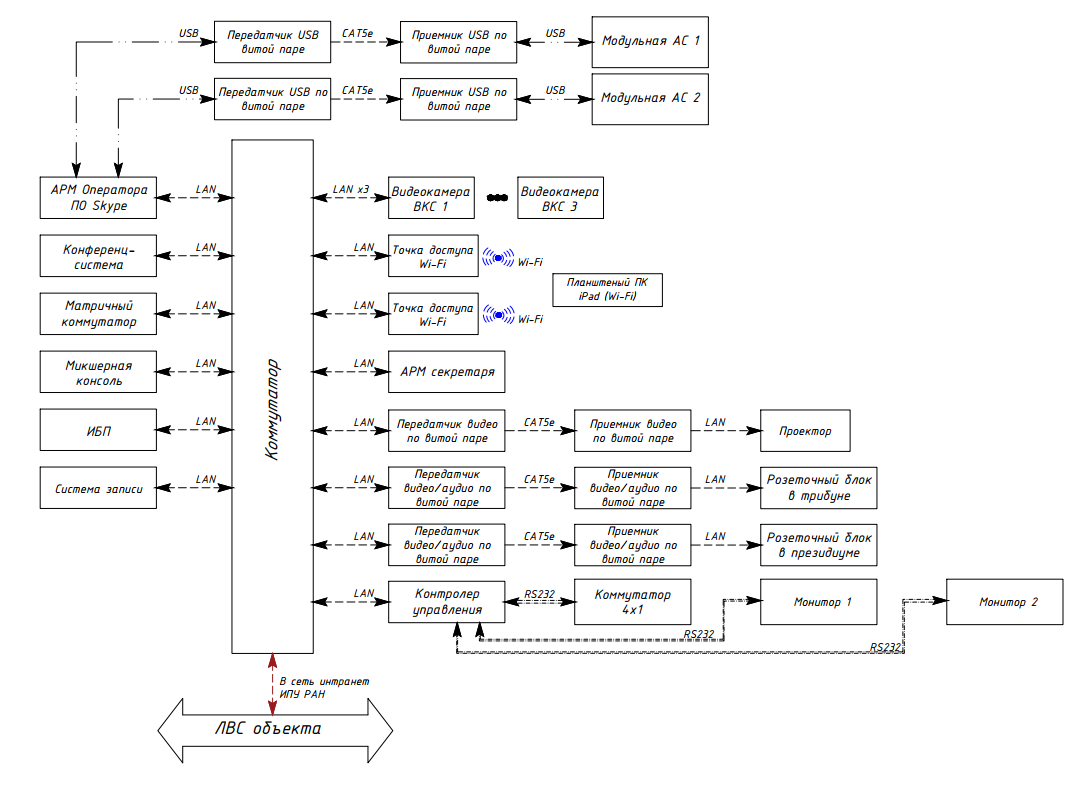 USB
Передатчик USB
витой паре
CAT5e
Приемник USB по
витой паре
USB
Модульная АС 1
USB
Передатчик USB по
витой паре
CAT5e
Приемник USB по
витой паре
USB
Модульная АС 2
АРМ Оператора
ПО Skype
LAN
LAN x3
Видеокамера
ВКС 1
Видеокамера
ВКС 3
Конференц-
система
LAN
LAN
Точка доступа
Wi-Fi
Wi-Fi
Планштеный ПК
iPad (Wi-Fi)
Матричный
коммутатор
LAN
LAN
Точка доступа
Wi-Fi
Wi-Fi
Микшерная
консоль
LAN
Коммутатор
LAN
АРМ секретаря
ИБП
LAN
LAN
Передатчик видео
по витой паре
CAT5e
Приемник видео
по витой паре
LAN
Проектор
Система записи
LAN
LAN
Передатчик
видео/аудио по
витой паре
CAT5e
Приемник
видео/аудио по
витой паре
LAN
Розеточный блок
в трибуне
LAN
Передатчик
видео/аудио по
витой паре
CAT5e
Приемник
видео/аудио по
витой паре
LAN
Розеточный блок
в президиуме
LAN
Контролер
управления
RS232
Коммутатор
4x1
Монитор 1
Монитор 2
RS232
RS232
В сеть интранет
ИПУ РАН
ЛВС объекта